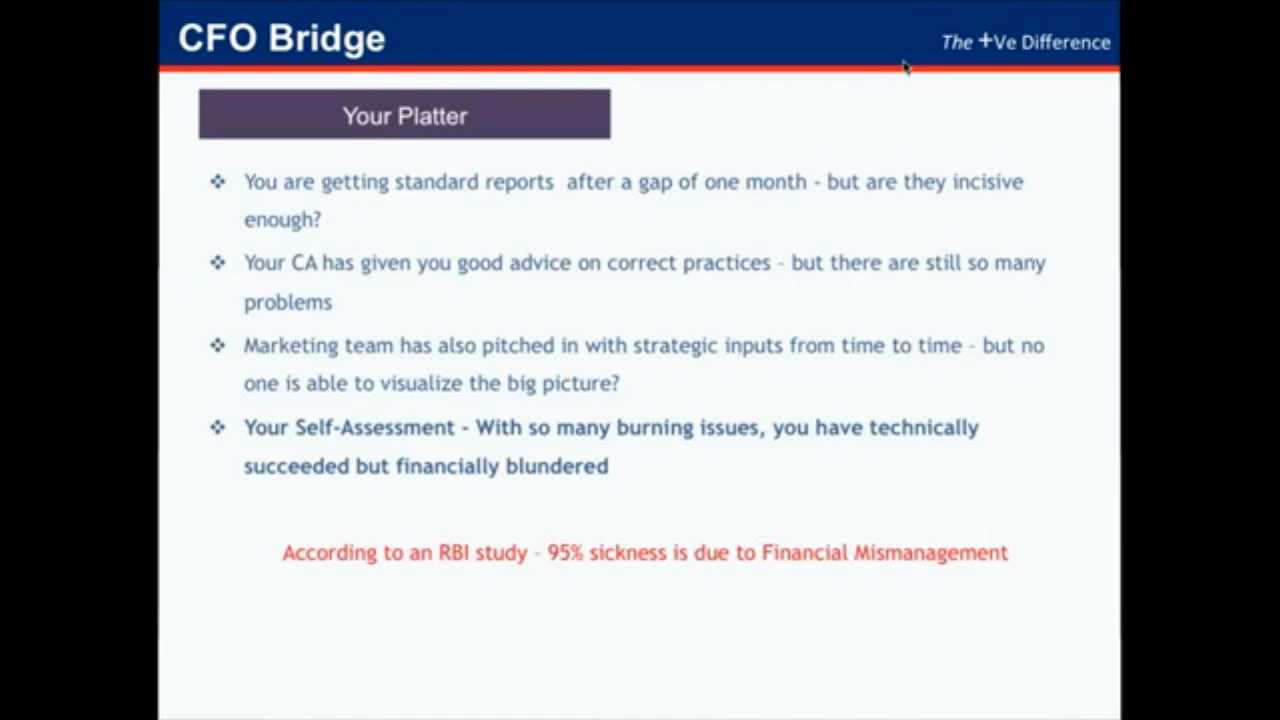 CFO Bridge
The +Ve Difference
Your Platter
❖ You are getting standard reports  after a gap of one month - but are they incisive
enough?
❖ Your CA has given you good advice on correct practices – but there are still so many
problems
❖ Marketing team has also pitched in with strategic inputs from time to time – but no
one is able to visualize the big picture?
❖ Your Self-Assessment - With so many burning issues, you have technically
succeeded but financially blundered
According to an RBI study – 95% sickness is due to Financial Mismanagement